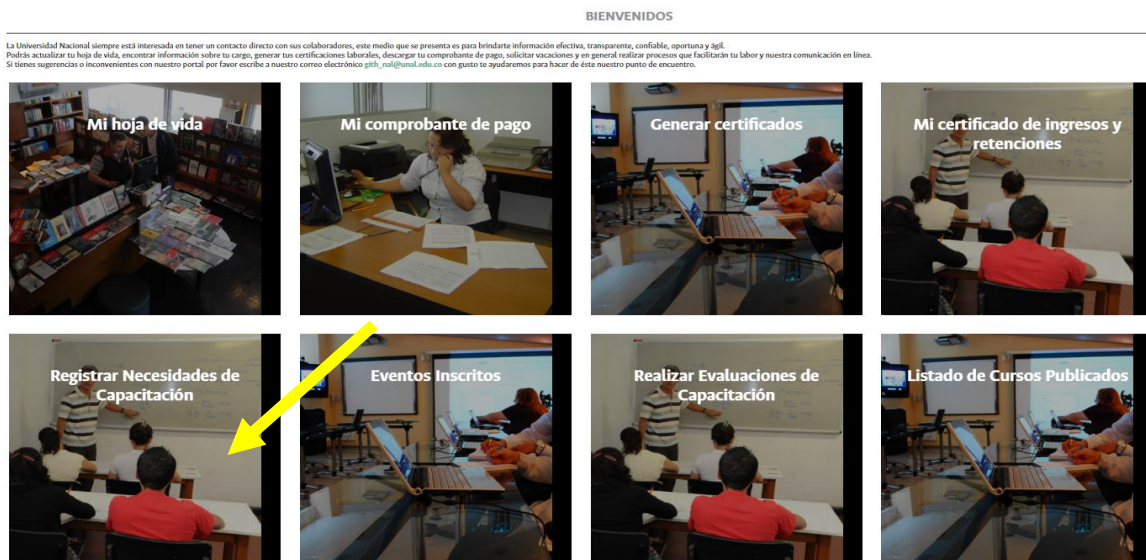 BIENVENIDOS
La Universidad Nacional siempre está interesada en tener un contacto directo con sus colaboradores, este medio que se presenta es para brindarte información efectiva, transparente, confiable, oportuna y ágil.
Podrás actualizar tu hoja de vida, encontrar información sobre tu cargo, generar tus certificaciones laborales, descargar tu comprobante de pago, solicitar vacaciones y en general realizar procesos que facilitarán tu labor y nuestra comunicación en línea.
Si tienes sugerencias o inconvenientes con nuestro portal por favor escribe a nuestro correo electrónico gith_nal@unal.edu.co con gusto te ayudaremos para hacer de éste nuestro punto de encuentro.
Mi hoja de vida
Mi comprobante de pago
Generar certificados
Mi certificado de ingresos y
retenciones
Registrar Necesidades de
Capacitación
Eventos Inscritos
Realizar Evaluaciones de
Capacitación
Listado de Cursos Publicados